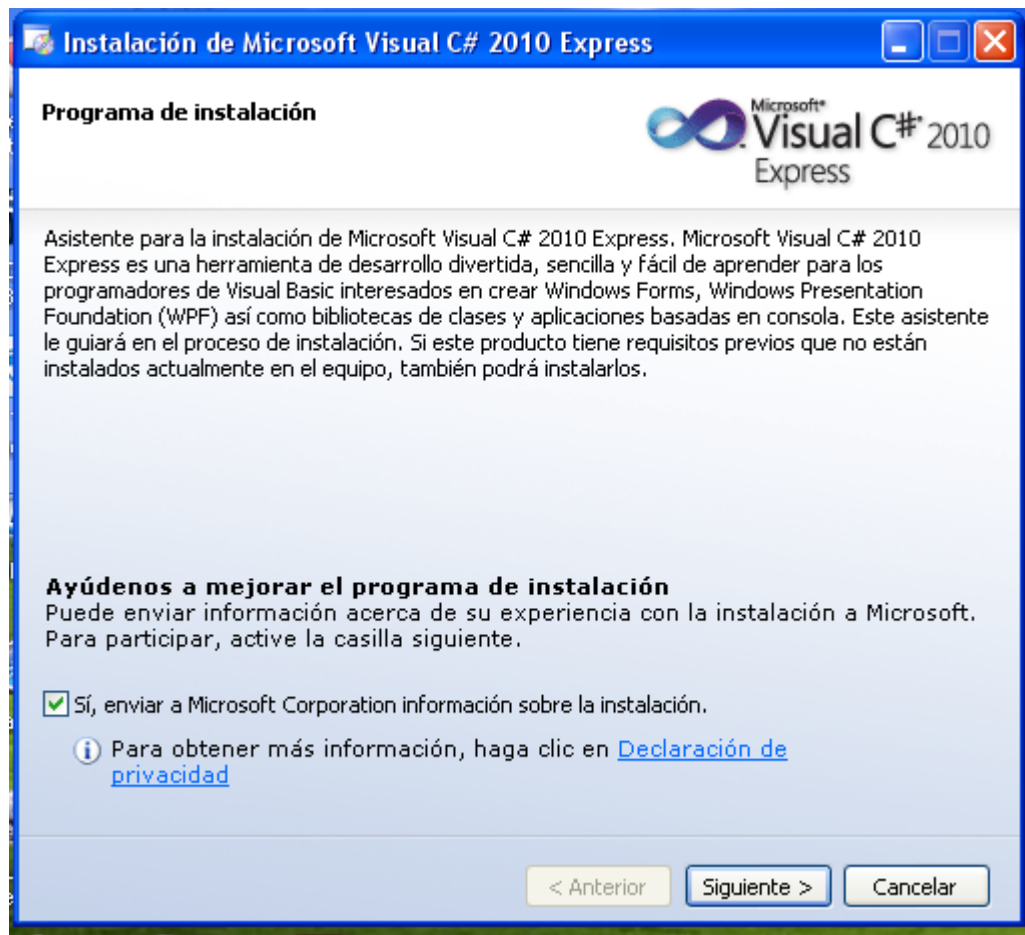 Instalación de Microsoft Visual C# 2010 Express
Programa de instalación
Microsoft®
Visual C#® 2010
Express
Asistente para la instalación de Microsoft Visual C# 2010 Express. Microsoft Visual C# 2010
Express es una herramienta de desarrollo divertida, sencilla y fácil de aprender para los
programadores de Visual Basic interesados en crear Windows Forms, Windows Presentation
Foundation (WPF) así como bibliotecas de clases y aplicaciones basadas en consola. Este asistente
le guiará en el proceso de instalación. Si este producto tiene requisitos previos que no están
instalados actualmente en el equipo, también podrá instalarlos.
Ayúdenos a mejorar el programa de instalación
Puede enviar información acerca de su experiencia con la instalación a Microsoft.
Para participar, active la casilla siguiente.
Sí, enviar a Microsoft Corporation información sobre la instalación.
Para obtener más información, haga clic en Declaración de
privacidad
< Anterior
Siguiente >
Cancelar